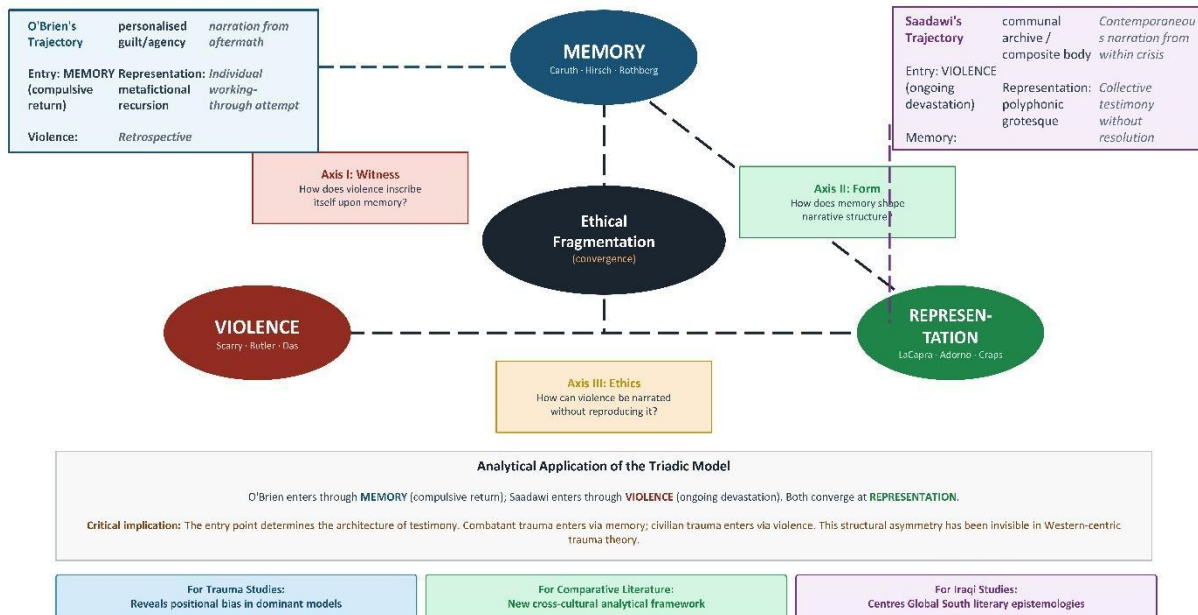 O'Brien's
Trajectory
personalised
guilt/agency
narration from
aftermath
Entry: MEMORY
(compulsive
return)
Representation:
metafictional
recursion
Individual
working-
through attempt
Violence:
Retrospective
MEMORY
Caruth · Hirsch · Rothberg
Saadawi's
Trajectory
communal
archive /
composite body
Contemporaneou
s narration from
within crisis
Entry: VIOLENCE
(ongoing
devastation)
Representation:
polyphonic
grotesque
Collective
testimony
without
resolution
Memory:
Axis I: Witness
How does violence inscribe
itself upon memory?
Axis II: Form
How does memory shape
narrative structure?
Ethical
Fragmentation
(convergence)
VIOLENCE
Scarry · Butler · Das
REPRESEN-
TATION
LaCapra · Adorno · Craps
Axis III: Ethics
How can violence be narrated
without reproducing it?
Analytical Application of the Triadic Model
O'Brien enters through MEMORY (compulsive return); Saadawi enters through VIOLENCE (ongoing devastation). Both converge at REPRESENTATION.
Critical implication: The entry point determines the architecture of testimony. Combatant trauma enters via memory; civilian trauma enters via violence. This structural asymmetry has been invisible in Western-centric
trauma theory.
For Trauma Studies:
Reveals positional bias in dominant models
For Comparative Literature:
New cross-cultural analytical framework
For Iraqi Studies:
Centres Global South literary epistemologies